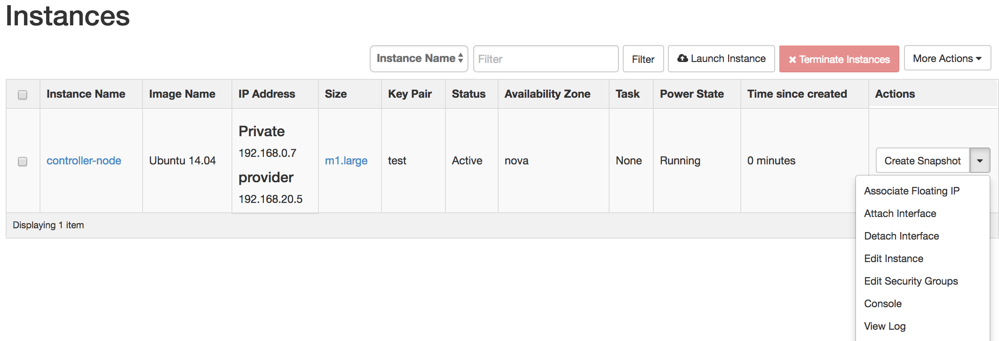 Instances
Instance Name Filter Filter Launch Instance Terminate Instances More Actions
Instance Name Image Name IP Address Size Key Pair Status Availability Zone Task Power State Time since created Actions
Private
192.168.0.7
controller-node Ubuntu 14.04 m1.large test Active nova None Running 0 minutes Create Snapshot
provider
192.168.20.5
Displaying 1 item
Associate Floating IP
Attach Interface
Detach Interface
Edit Instance
Edit Security Groups
Console
View Log